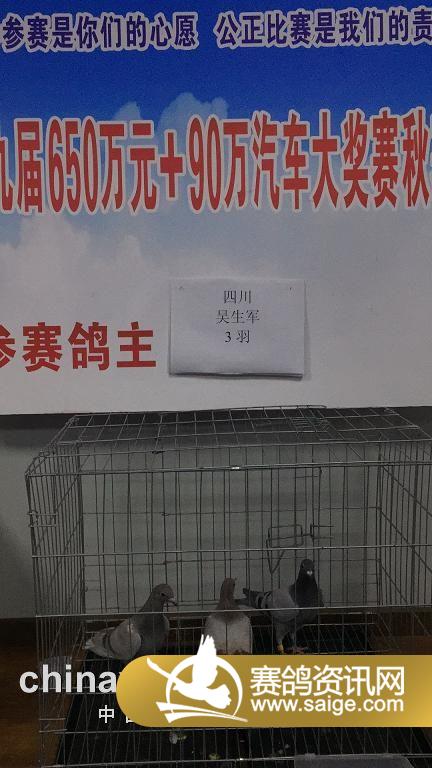 参赛是你们的心愿 公正比赛是我们的责
九届650万元+90万汽车大奖赛秋
四川
吴生军
3 羽
参赛鸽主
china
中
赛鸽资讯网
www.saige.com